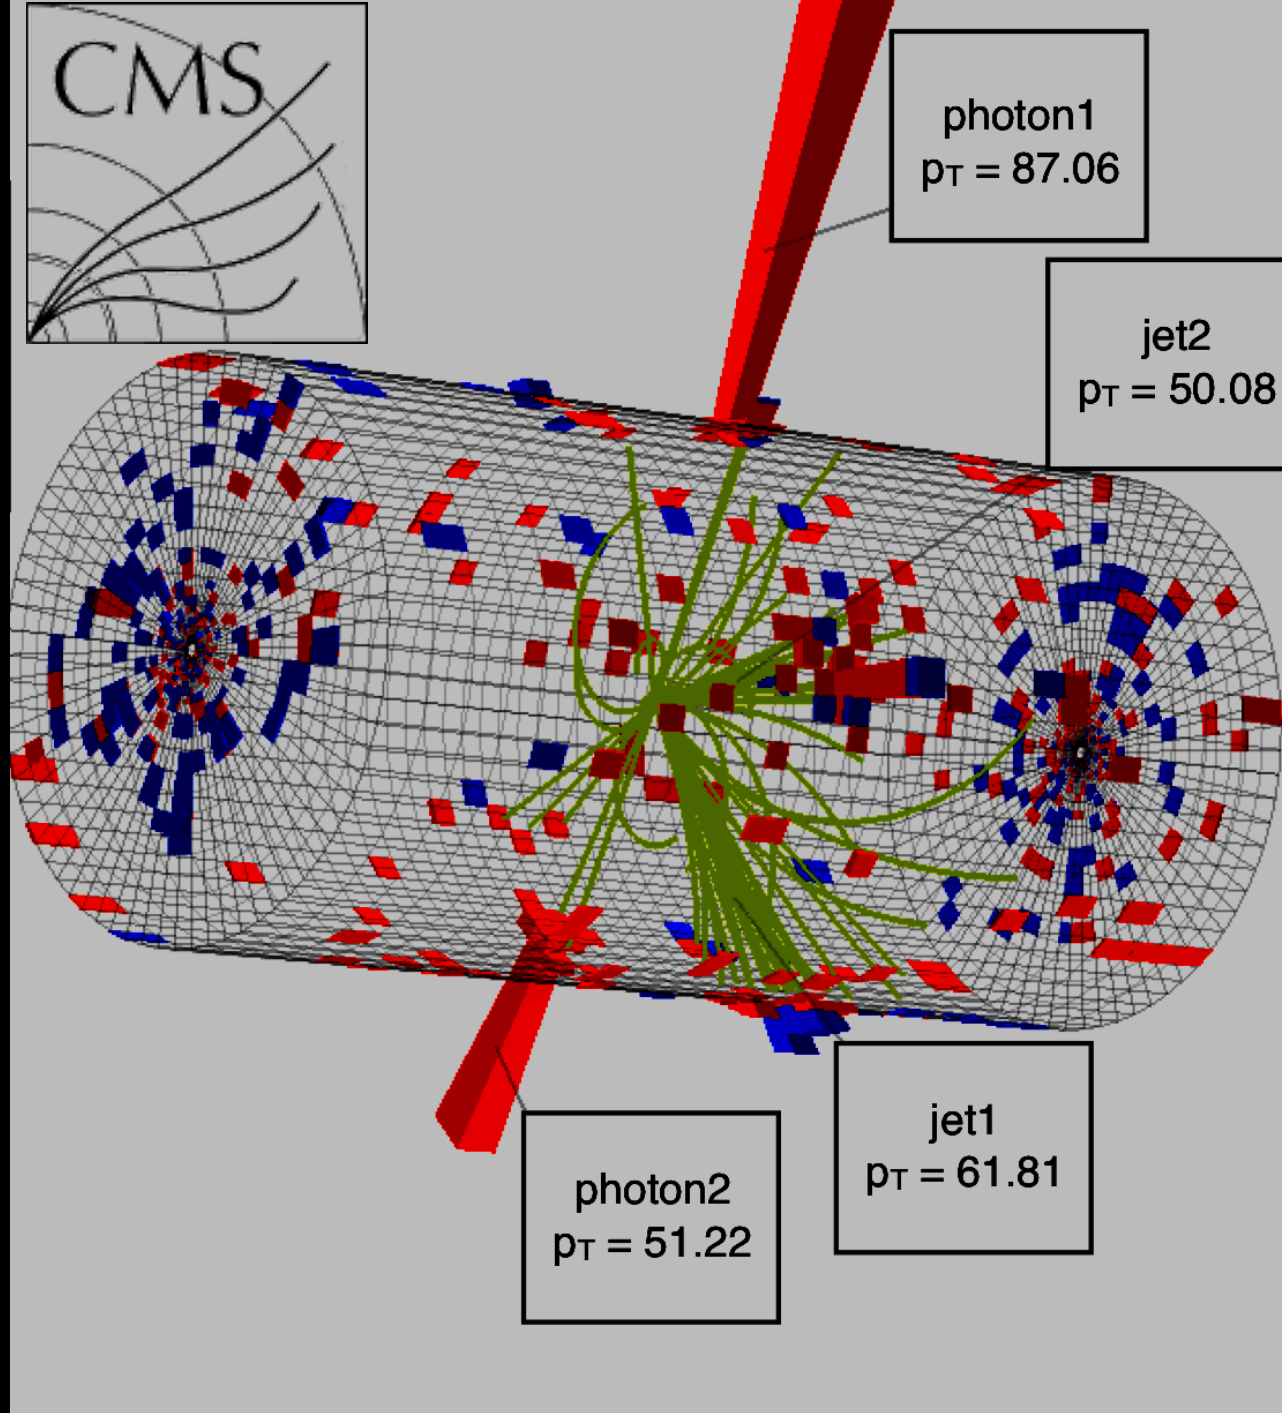 CMS
photon1
pT = 87.06
jet2
pT = 50.08
jet1
pT = 61.81
photon2
pT = 51.22